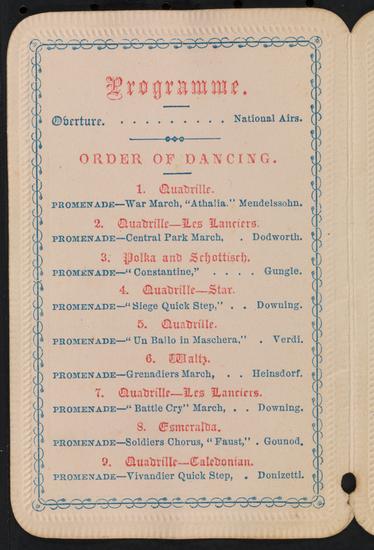 Programme.
Overture. . . . . . . . . . National Airs.
ORDER OF DANCING.
1. Quadrille.
PROMENADE—War March, "Athalia." Mendelssohn.
2. Quadrille—Les Lanciers.
PROMENADE—Central Park March, . Dodworth.
3. Polka and Schottisch.
PROMENADE—"Constantine," . . . . Gungle.
4. Quadrille—Star.
PROMENADE—"Siege Quick Step," . . Downing.
5. Quadrille.
PROMENADE—"Un Ballo in Maschera," . Verdi.
6. Waltz.
PROMENADE—Grenadiers March, . . Heinsdorf.
7. Quadrille—Les Lanciers.
PROMENADE—"Battle Cry" March, . . Downing.
8. Esmeralda.
PROMENADE—Soldiers Chorus, "Faust," . Gounod.
9. Quadrille—Caledonian.
PROMENADE—Vivandier Quick Step, . Donizetti.